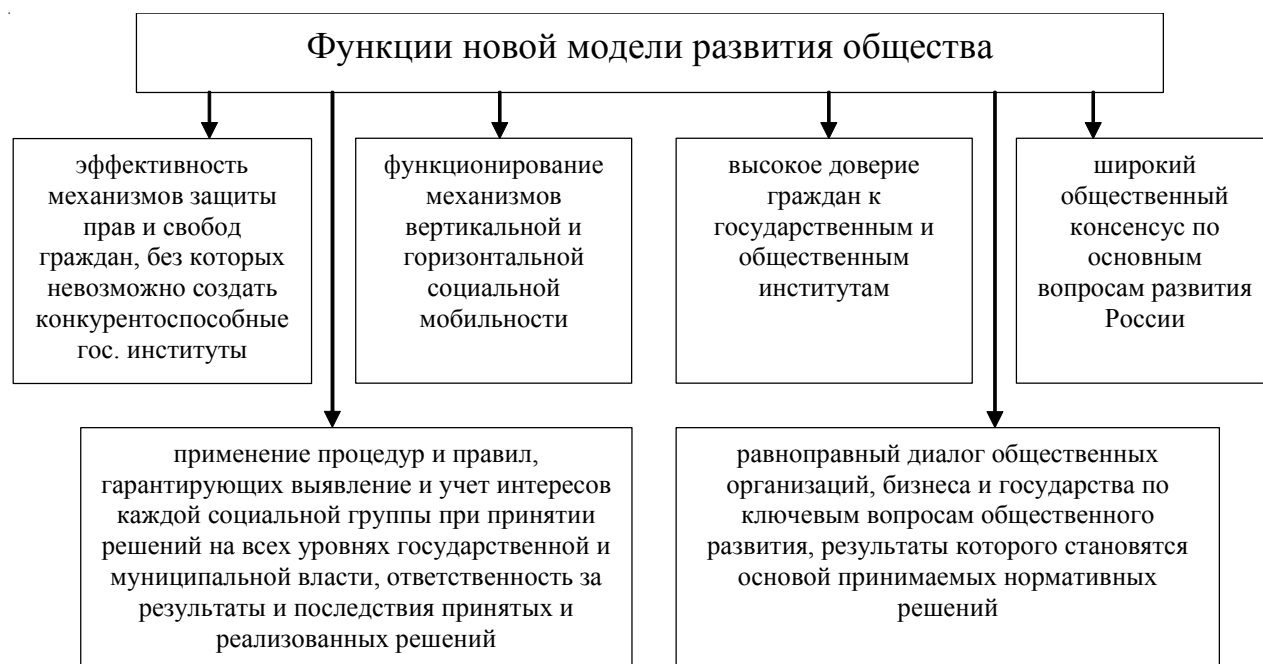 Функции новой модели развития общества
эффективность
механизмов защиты
прав и свобод
граждан, без которых
невозможно создать
конкурентоспособные
гос. институты
функционирование
механизмов
вертикальной и
горизонтальной
социальной
мобильности
высокое доверие
граждан к
государственным и
общественным
институтам
широкий
общественный
консенсус по
основным
вопросам развития
России
применение процедур и правил,
гарантирующих выявление и учет интересов
каждой социальной группы при принятии
решений на всех уровнях государственной и
муниципальной власти, ответственность за
результаты и последствия принятых и
реализованных решений
равноправный диалог общественных
организаций, бизнеса и государства по
ключевым вопросам общественного
развития, результаты которого становятся
основой принимаемых нормативных
решений